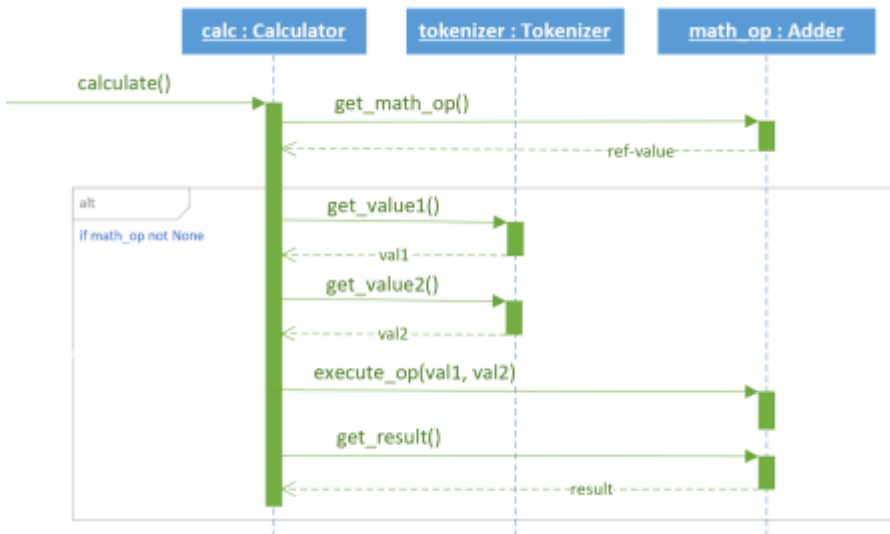 calc : Calculator
tokenizer : Tokenizer
math_op : Adder
calculate()
get_math_op()
ref-value
alt
if math_op not None
get_value1()
val1
get_value2()
val2
execute_op(val1, val2)
get_result()
result